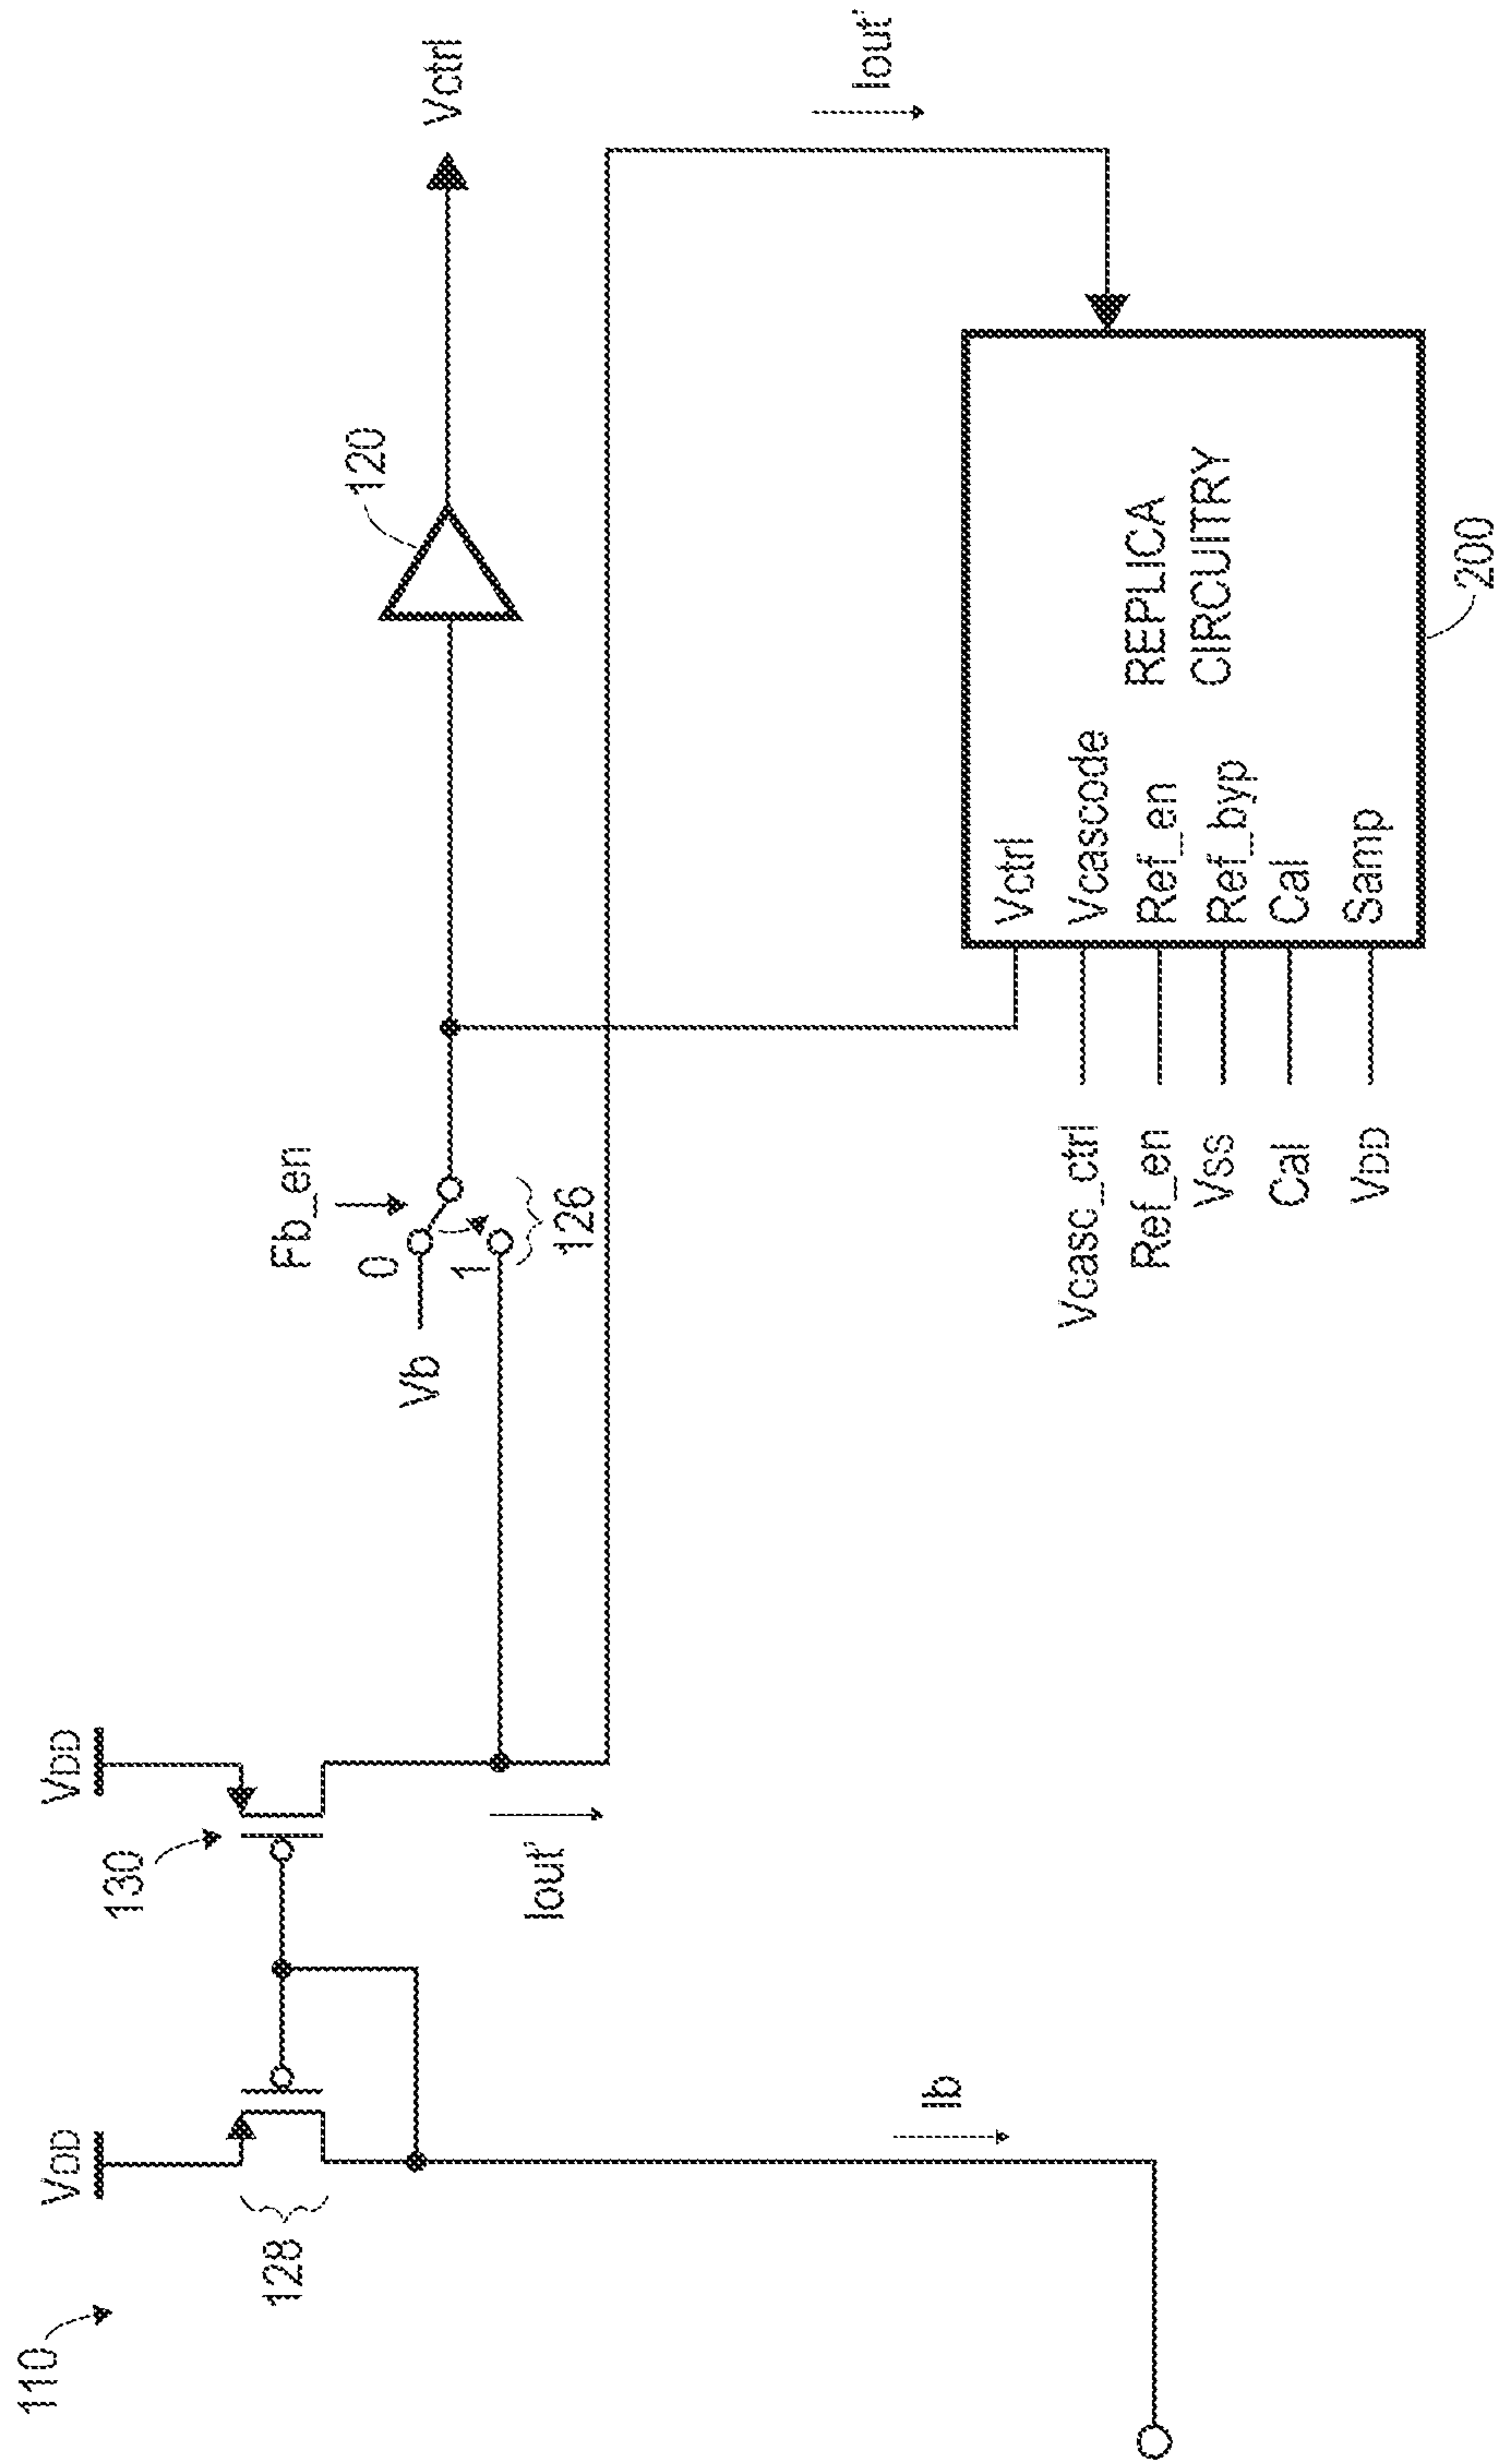 110
VDD
128
Ib
VDD
130
Iout'
Vb
0
1
Fb_en
126
120
Vctrl
Iout'
Vcasc_ctrl
Ref_en
VSS
Cal
VDD
Vctrl
Vcascode
Ref_en
Ref_byp
Cal
Samp
REPLICA
CIRCUITRY
200